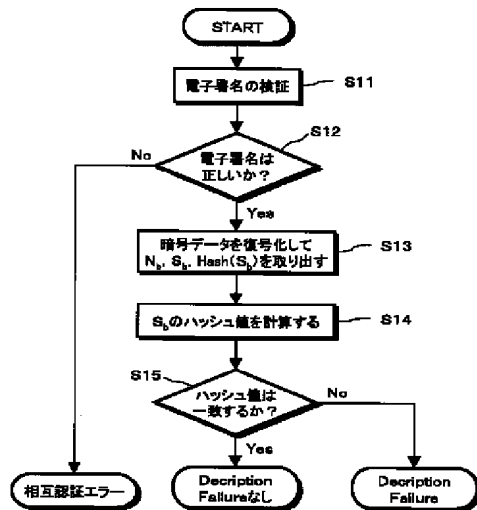 START
電子署名の検証
S11
S12
No
電子署名は
正しいか？
Yes
暗号データを復号化して
N_b, S_b, Hash(S_b)を取り出す
S13
S_bのハッシュ値を計算する
S14
S15
ハッシュ値は
一致するか？
No
Yes
相互認証エラー
Decription
Failureなし
Decription
Failure